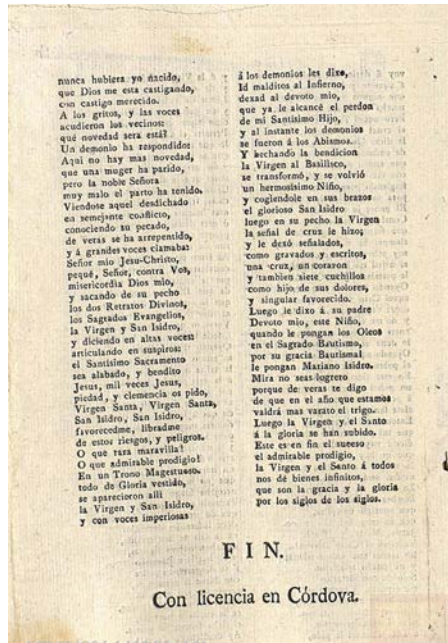 nunca hubiera yo nacido,
que Dios me esta castigando,
con castigo merecido.
A los gritos, y las voces
acudieron los vecinos:
qué novedad sera está?
Un demonio ha respondido:
Aqui no hay mas novedad,
que una muger ha parido,
pero la noble Señora
muy malo el parto ha tenido.
Viendose aquel desdichado
en semejante conflicto,
conociendo su pecado,
de veras se ha arrepentido,
y á grandes voces clamaba:
Señor mio Jesu-Christo,
pequé, Señor, contra Vos,
misericordia Dios mio,
y sacando de su pecho
los dos Retratos Divinos,
los Sagrados Evangelios,
la Virgen y San Isidro,
y diciendo en altas voces:
articulando en suspiros:
el Santisimo Sacramento
sea alabado, y bendito
Jesus, mil veces Jesus,
piedad, y clemencia os pido,
Virgen Santa, Virgen Santa,
San Isidro, San Isidro,
favorecedme, libradme
de estos riesgos, y peligros.
O que rara maravilla!
O que admirable prodigio!
En un Trono Magestuoso,
todo de Gloria vestido,
se aparecieron alli
la Virgen y San Isidro,
y con voces imperiosas
á los demonios les dixo,
Id malditos al Infierno,
dexad al devoto mio,
que ya le alcancé el perdon
de mi Santisimo Hijo,
y al instante los demonios
se fueron á los Abismos.
Y hechando la bendicion
la Virgen al Basilisco,
se transformó, y se volvió
un hermosisimo Niño,
y cogiendole en sus brazos
el glorioso San Isidro
luego en su pecho la Virgen
la señal de cruz le hizo;
y le dexó señalados,
como gravados y escritos,
una cruz, un corazon
y tambien siete cuchillos
como hijo de sus dolores,
y singular favorecido.
Luego le dixo á su padre
Devoto mio, este Niño,
quando le pongan los Oleos
en el Sagrado Bautismo,
por su gracia Bautismal
le pongan Mariano Isidro.
Mira no seas logrero
porque de veras te digo
de que en el año que estamos
valdrá mas varato el trigo.
Luego la Virgen y el Santo
á la gloria se han subido.
Este es en fin el suceso
el admirable prodigio,
la Virgen y el Santo á todos
nos dé bienes infinitos,
que son la gracia y la gloria
por los siglos de los siglos.
FIN.
Con licencia en Córdova.